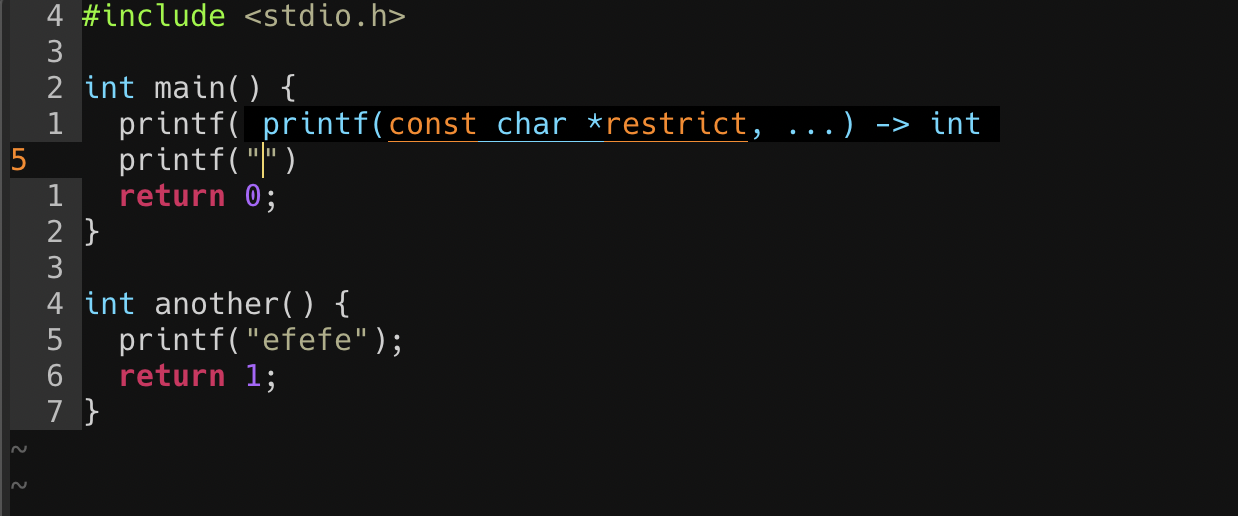 4 #include <stdio.h>
3
2 int main() {
1   printf( printf(const char *restrict, ...) -> int
5   printf("")
1   return 0;
2 }
3
4 int another() {
5   printf("efefe");
6   return 1;
7 }
~
~